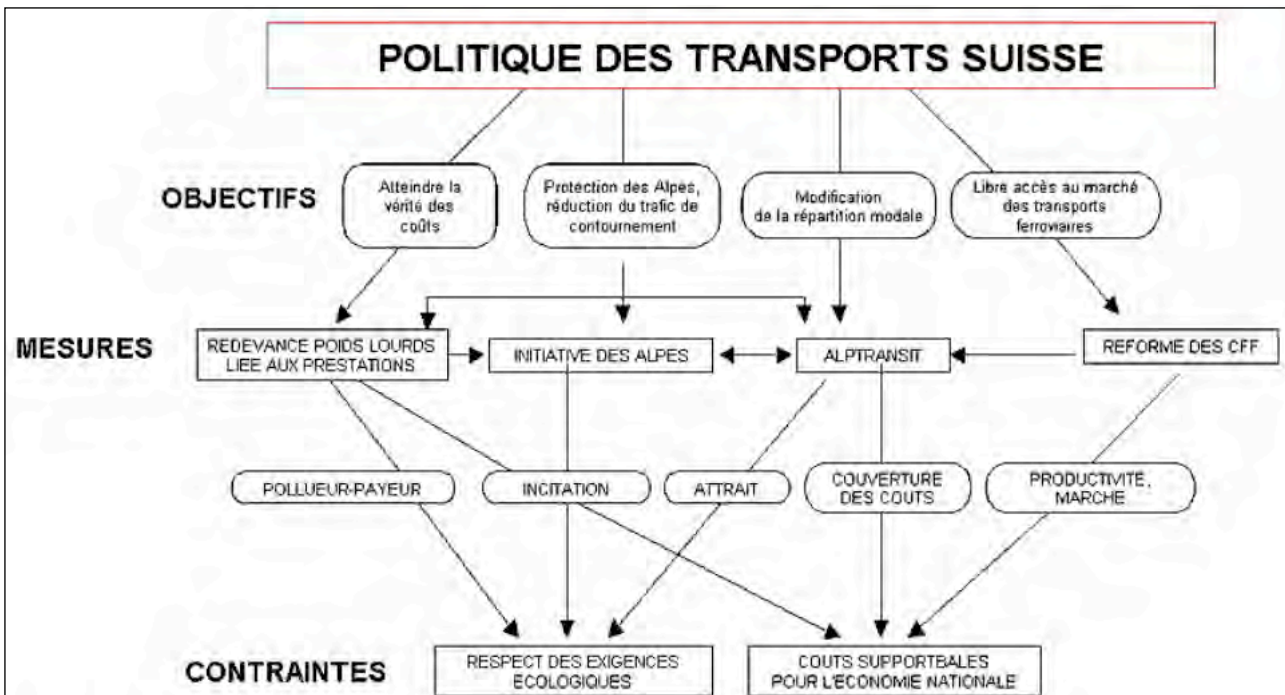 POLITIQUE DES TRANSPORTS SUISSE
OBJECTIFS
Atteindre la
vérité des
coûts
Protection des Alpes,
réduction du trafic de
contournement
Modification
de la répartition modale
Libre accès au marché
des transports
ferroviaires
MESURES
REDEVANCE POIDS LOURDS
LIEE AUX PRESTATIONS
INITIATIVE DES ALPES
ALPTRANSIT
REFORME DES CFF
POLLUEUR-PAYEUR
INCITATION
ATTRAIT
COUVERTURE
DES COUTS
PRODUCTIVITÉ,
MARCHE
CONTRAINTES
RESPECT DES EXIGENCES
ECOLOGIQUES
COUTS SUPPORTBALES
POUR L'ECONOMIE NATIONALE